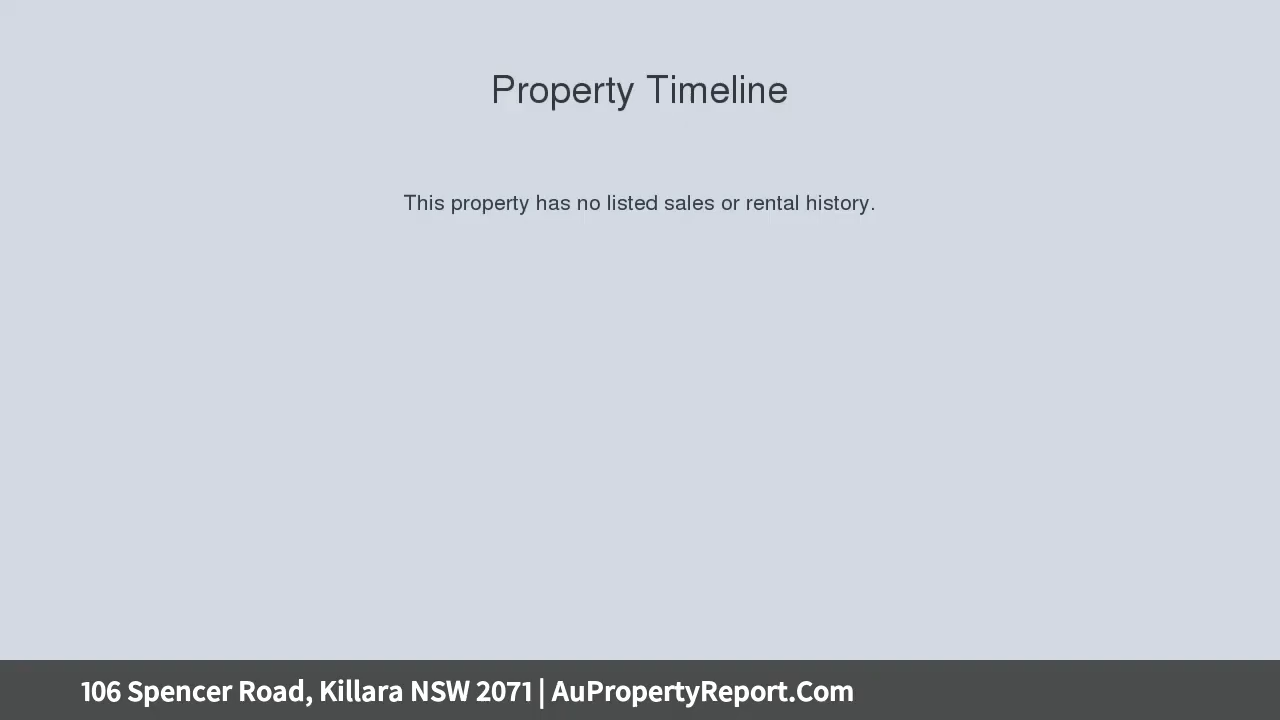 Property Timeline
This property has no listed sales or rental history.
106 Spencer Road, Killara NSW 2071 | AuPropertyReport.Com